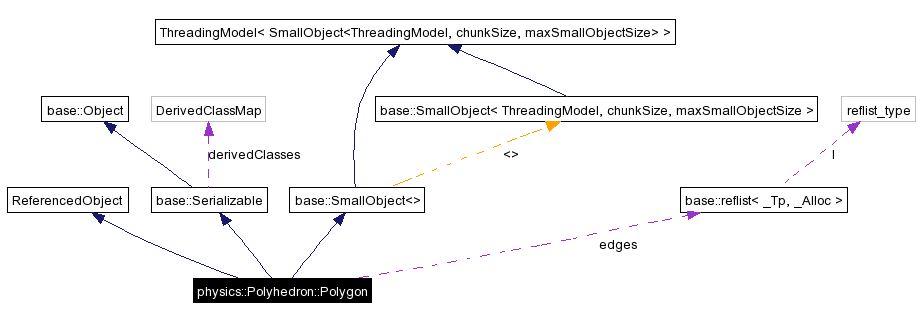 ThreadingModel< SmallObject<ThreadingModel, chunkSize, maxSmallObjectSize> >
base::Object
DerivedClassMap
base::SmallObject< ThreadingModel, chunkSize, maxSmallObjectSize >
reflist_type
derivedClasses
<>
l
ReferencedObject
base::Serializable
base::SmallObject<>
base::reflist< _Tp, _Alloc >
edges
physics::Polyhedron::Polygon